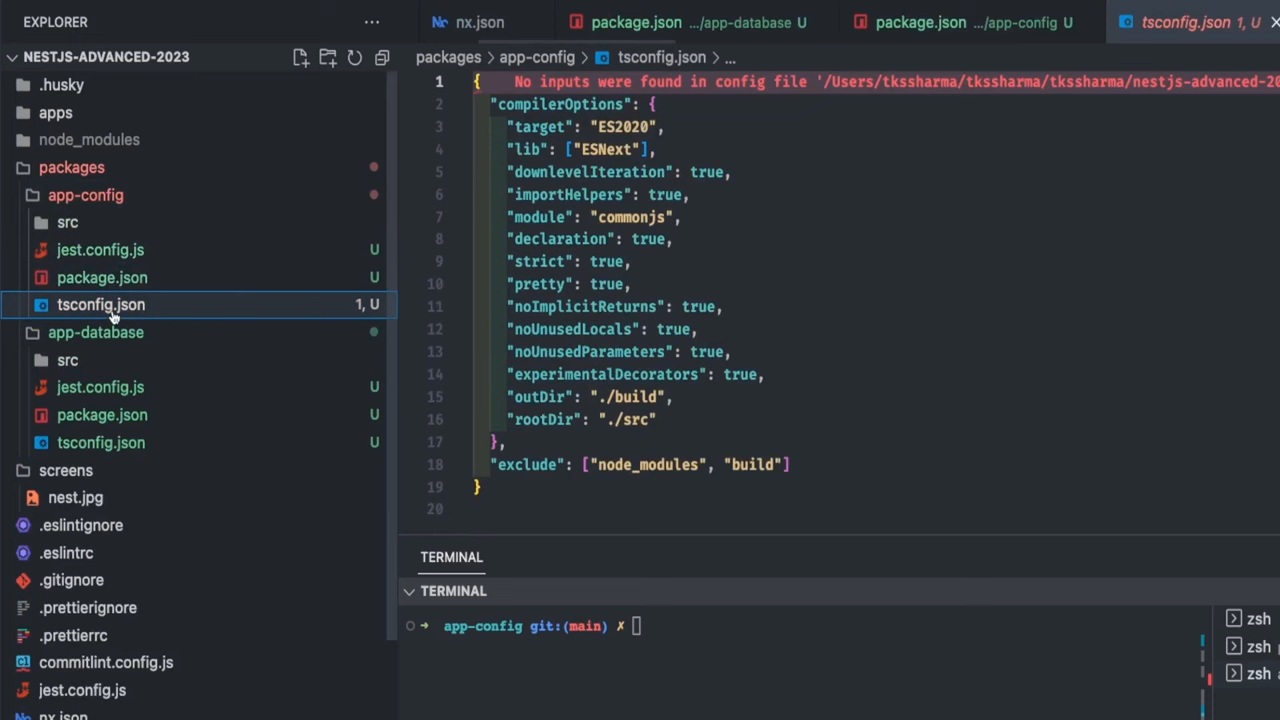 EXPLORER
NESTJS-ADVANCED-2023
.husky
apps
node_modules
packages
app-config
src
jest.config.js U
package.json U
tsconfig.json 1, U
app-database
src
jest.config.js U
package.json U
tsconfig.json U
screens
nest.jpg
.eslintignore
.eslintrc
.gitignore
.prettierignore
.prettierrc
commitlint.config.js
jest.config.js
nx.json
nx.json
package.json .../app-database U
package.json .../app-config U
tsconfig.json 1, U
packages > app-config > tsconfig.json > ...
1 { No inputs were found in config file '/Users/tkssharma/tkssharma/tkssharma/nestjs-advanced-20
2 "compilerOptions": {
3 "target": "ES2020",
4 "lib": ["ESNext"],
5 "downlevelIteration": true,
6 "importHelpers": true,
7 "module": "commonjs",
8 "declaration": true,
9 "strict": true,
10 "pretty": true,
11 "noImplicitReturns": true,
12 "noUnusedLocals": true,
13 "noUnusedParameters": true,
14 "experimentalDecorators": true,
15 "outDir": "./build",
16 "rootDir": "./src"
17 },
18 "exclude": ["node_modules", "build"]
19 }
20
TERMINAL
TERMINAL
→ app-config git:(main) ✗
zsh
zsh
zsh